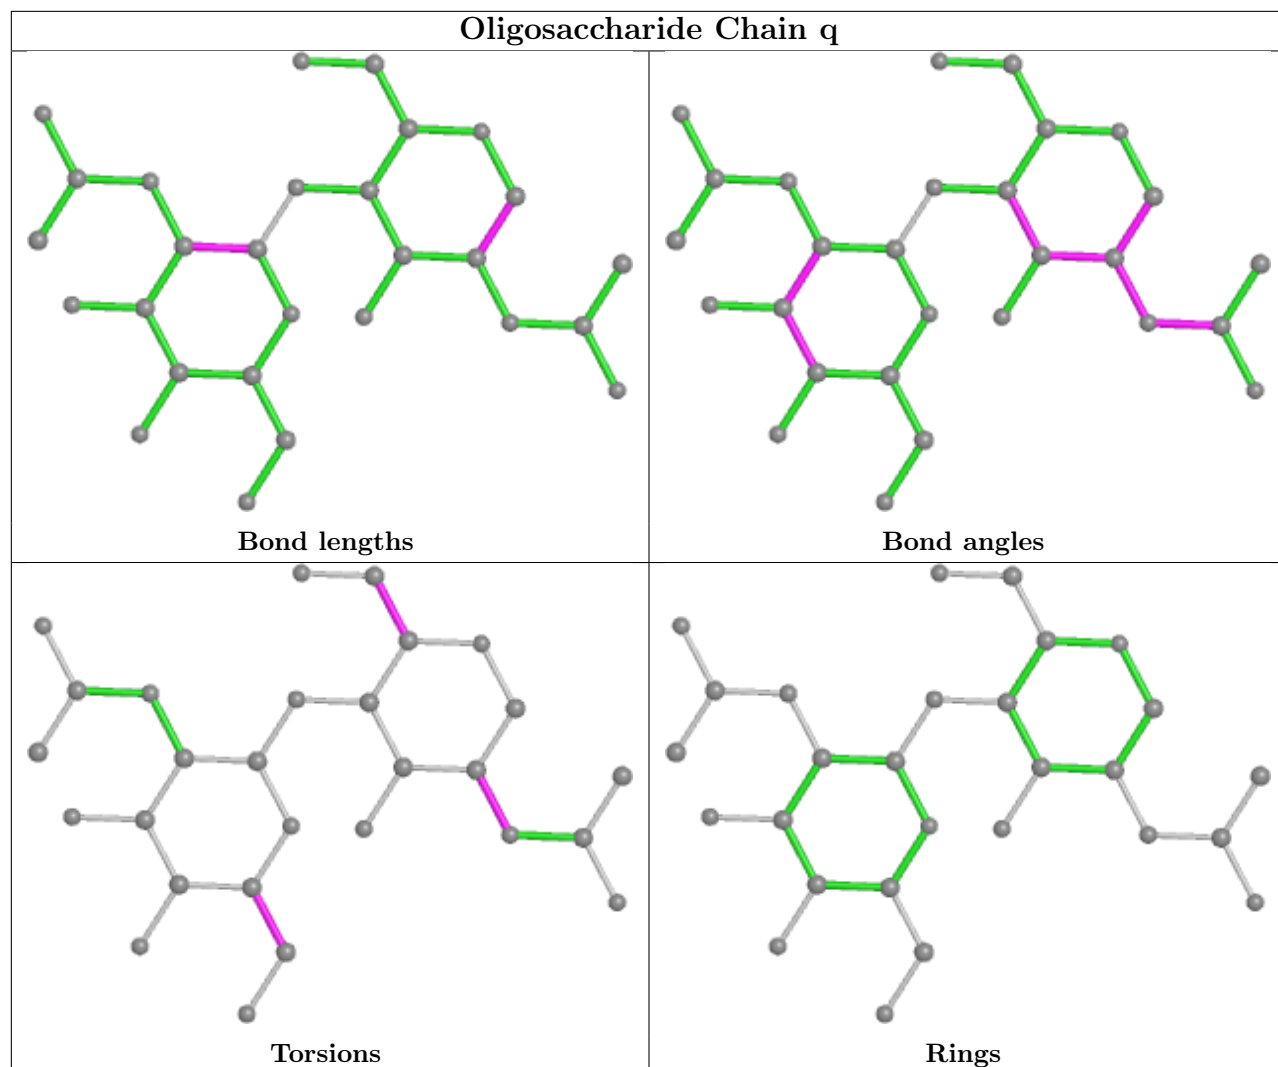 Oligosaccharide Chain q
Bond lengths
Bond angles
Torsions
Rings